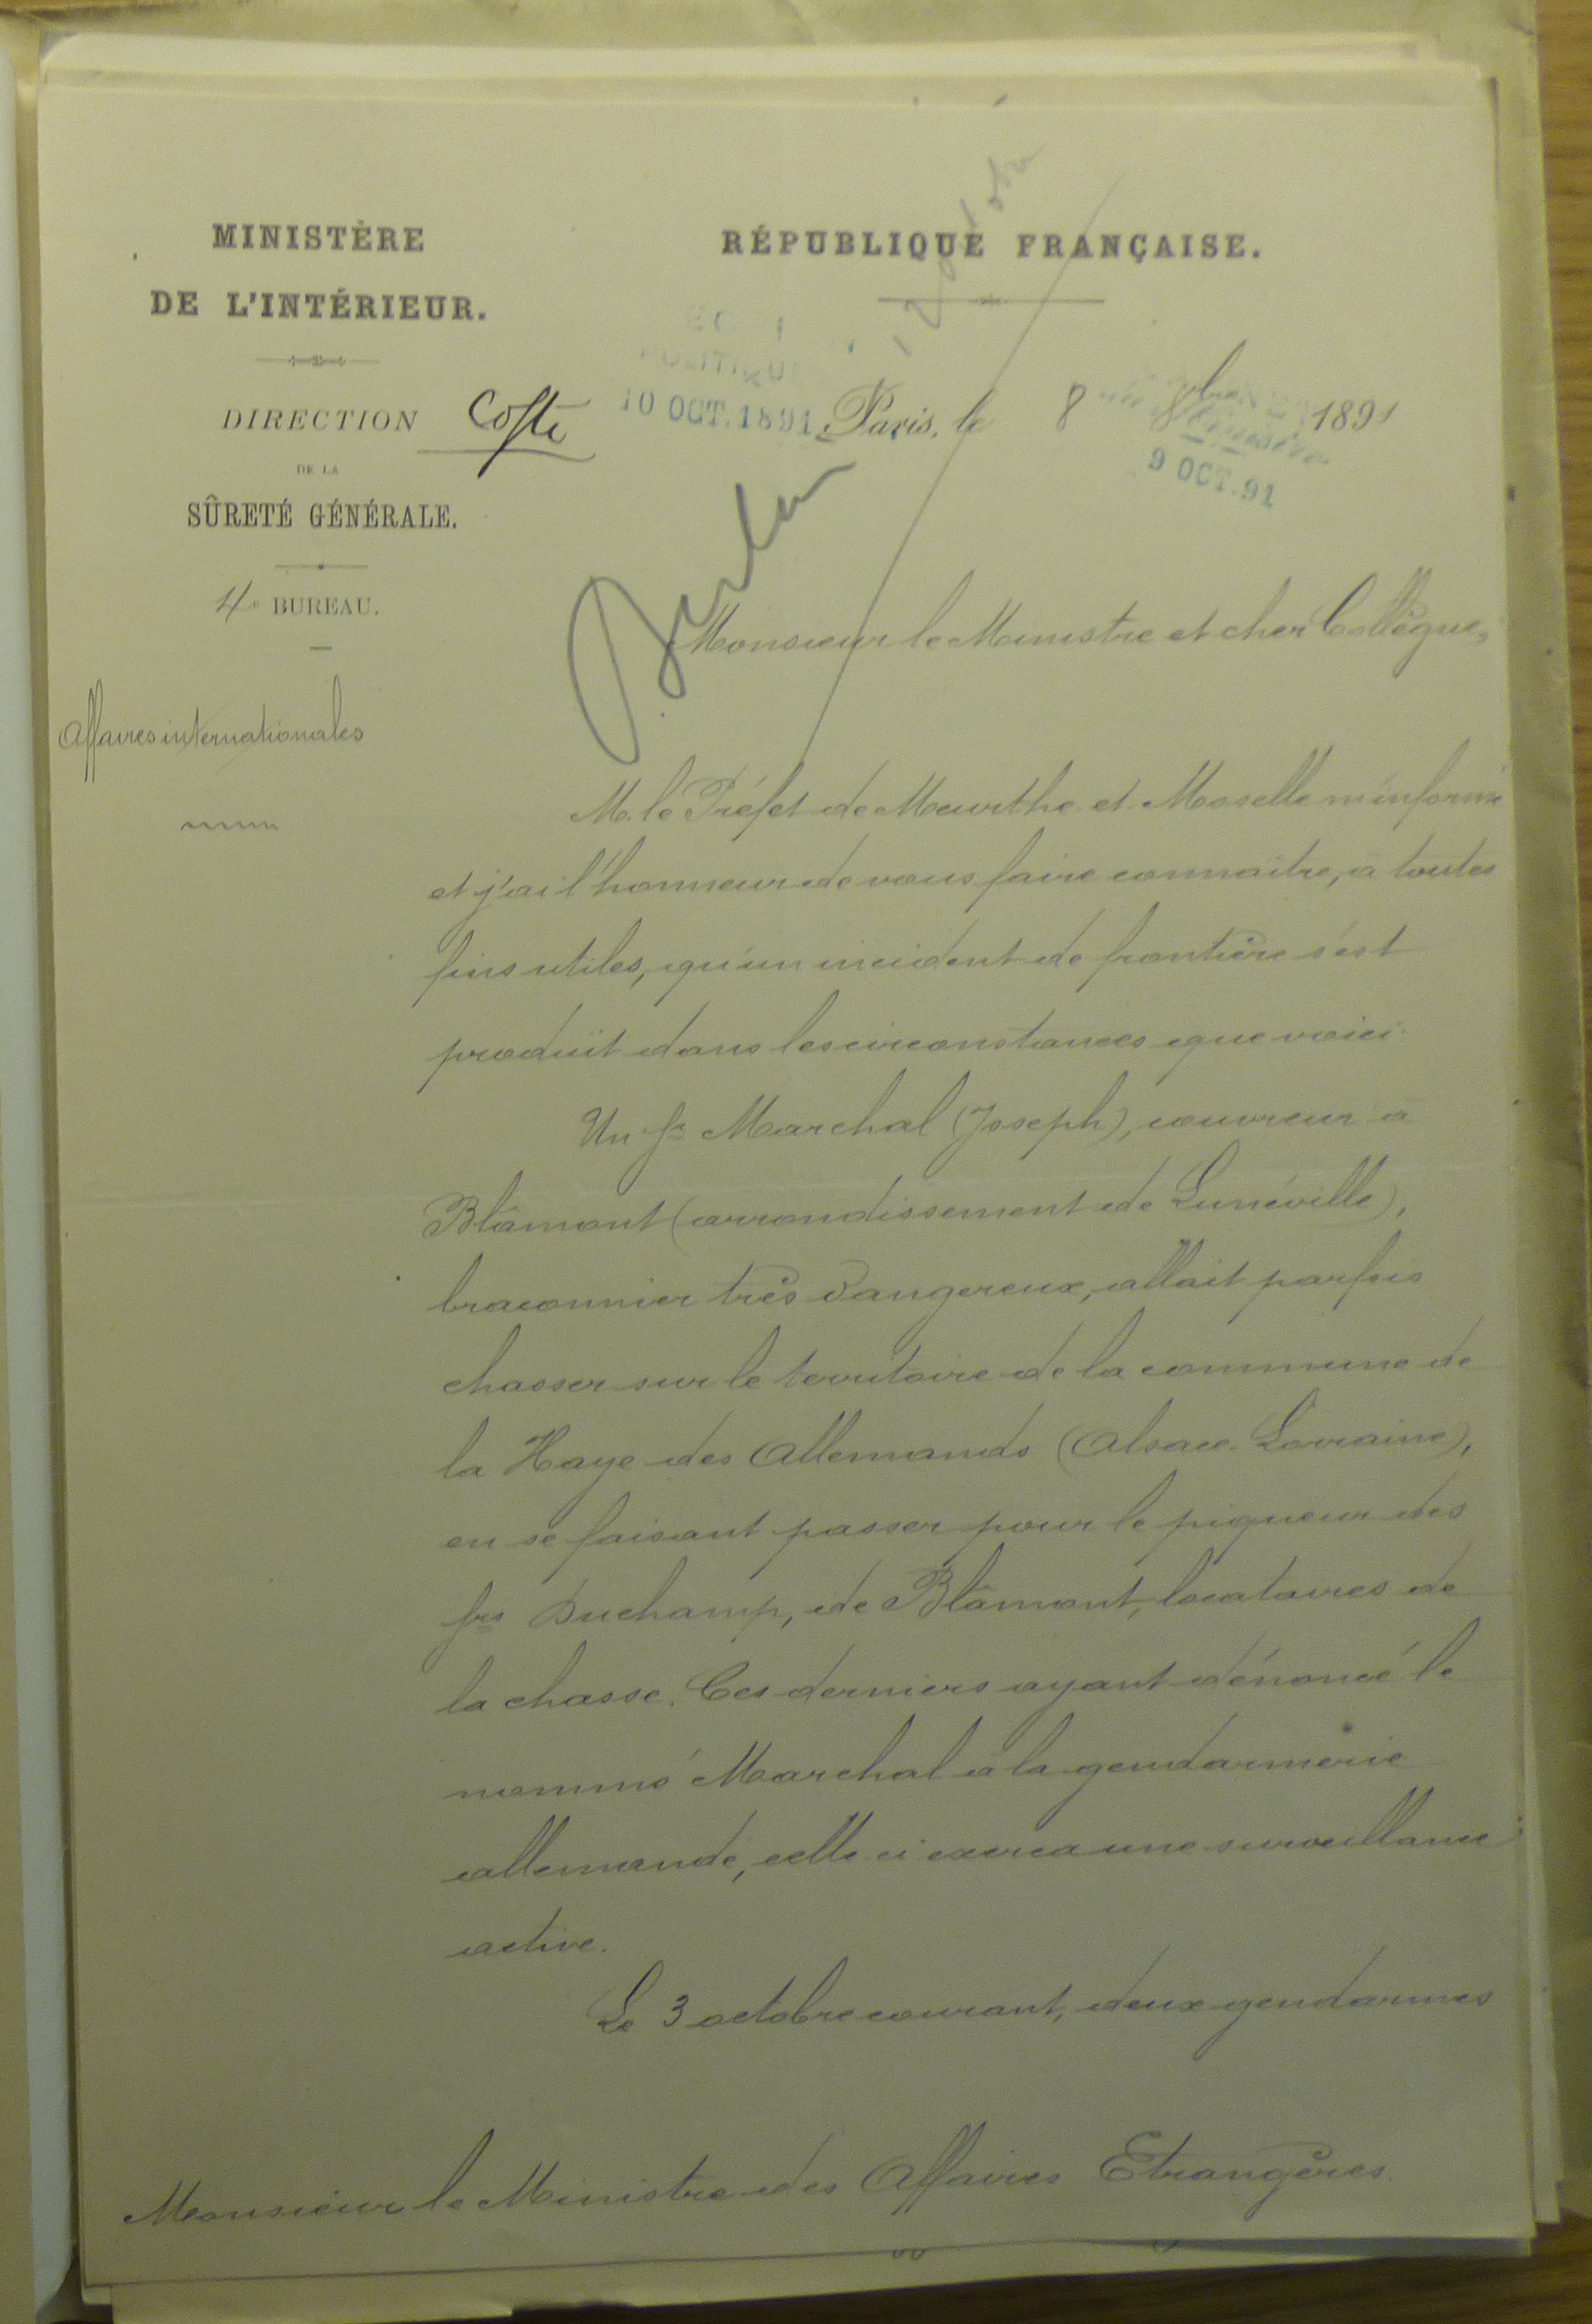 MINISTÈRE
DE L'INTÉRIEUR.
DIRECTION
DE LA
SÛRETÉ GÉNÉRALE.
4e BUREAU.
Affaires internationales
RÉPUBLIQUE FRANÇAISE.
Coste
10 OCT. 1891
Paris, le 8 8bre 1891
9 OCT. 91
Berlin
Monsieur le Ministre et cher Collègue,
M. le Préfet de Meurthe et Moselle m'informe
et j'ai l'honneur de vous faire connaître, à toutes
fins utiles, qu'un incident de frontière s'est
produit dans les circonstances que voici:
Un sr Marchal (Joseph), couvreur à
Blâmont (arrondissement de Lunéville),
braconnier très dangereux, allait parfois
chasser sur le territoire de la commune de
la Haye des Allemands (Alsace-Lorraine),
en se faisant passer pour le piqueur des
srs Duchamp, de Blâmont, locataires de
la chasse. Ces derniers ayant dénoncé le
nommé Marchal à la gendarmerie
allemande, celle ci exerça une surveillance
active.
Le 3 octobre courant, deux gendarmes
Monsieur le Ministre des Affaires Etrangères